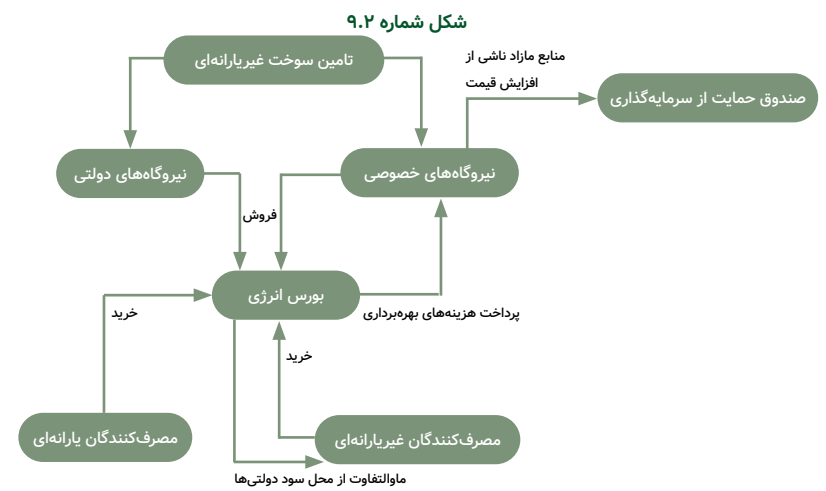 شکل شماره ۹.۲
تامین سوخت غیریارانه‌ای
منابع مازاد ناشی از
افزایش قیمت
صندوق حمایت از سرمایه‌گذاری
نیروگاه‌های خصوصی
نیروگاه‌های دولتی
فروش
بورس انرژی
پرداخت هزینه‌های بهره‌برداری
خرید
خرید
مصرف‌کنندگان غیریارانه‌ای
مصرف‌کنندگان یارانه‌ای
ماوالتفاوت از محل سود دولتی‌ها